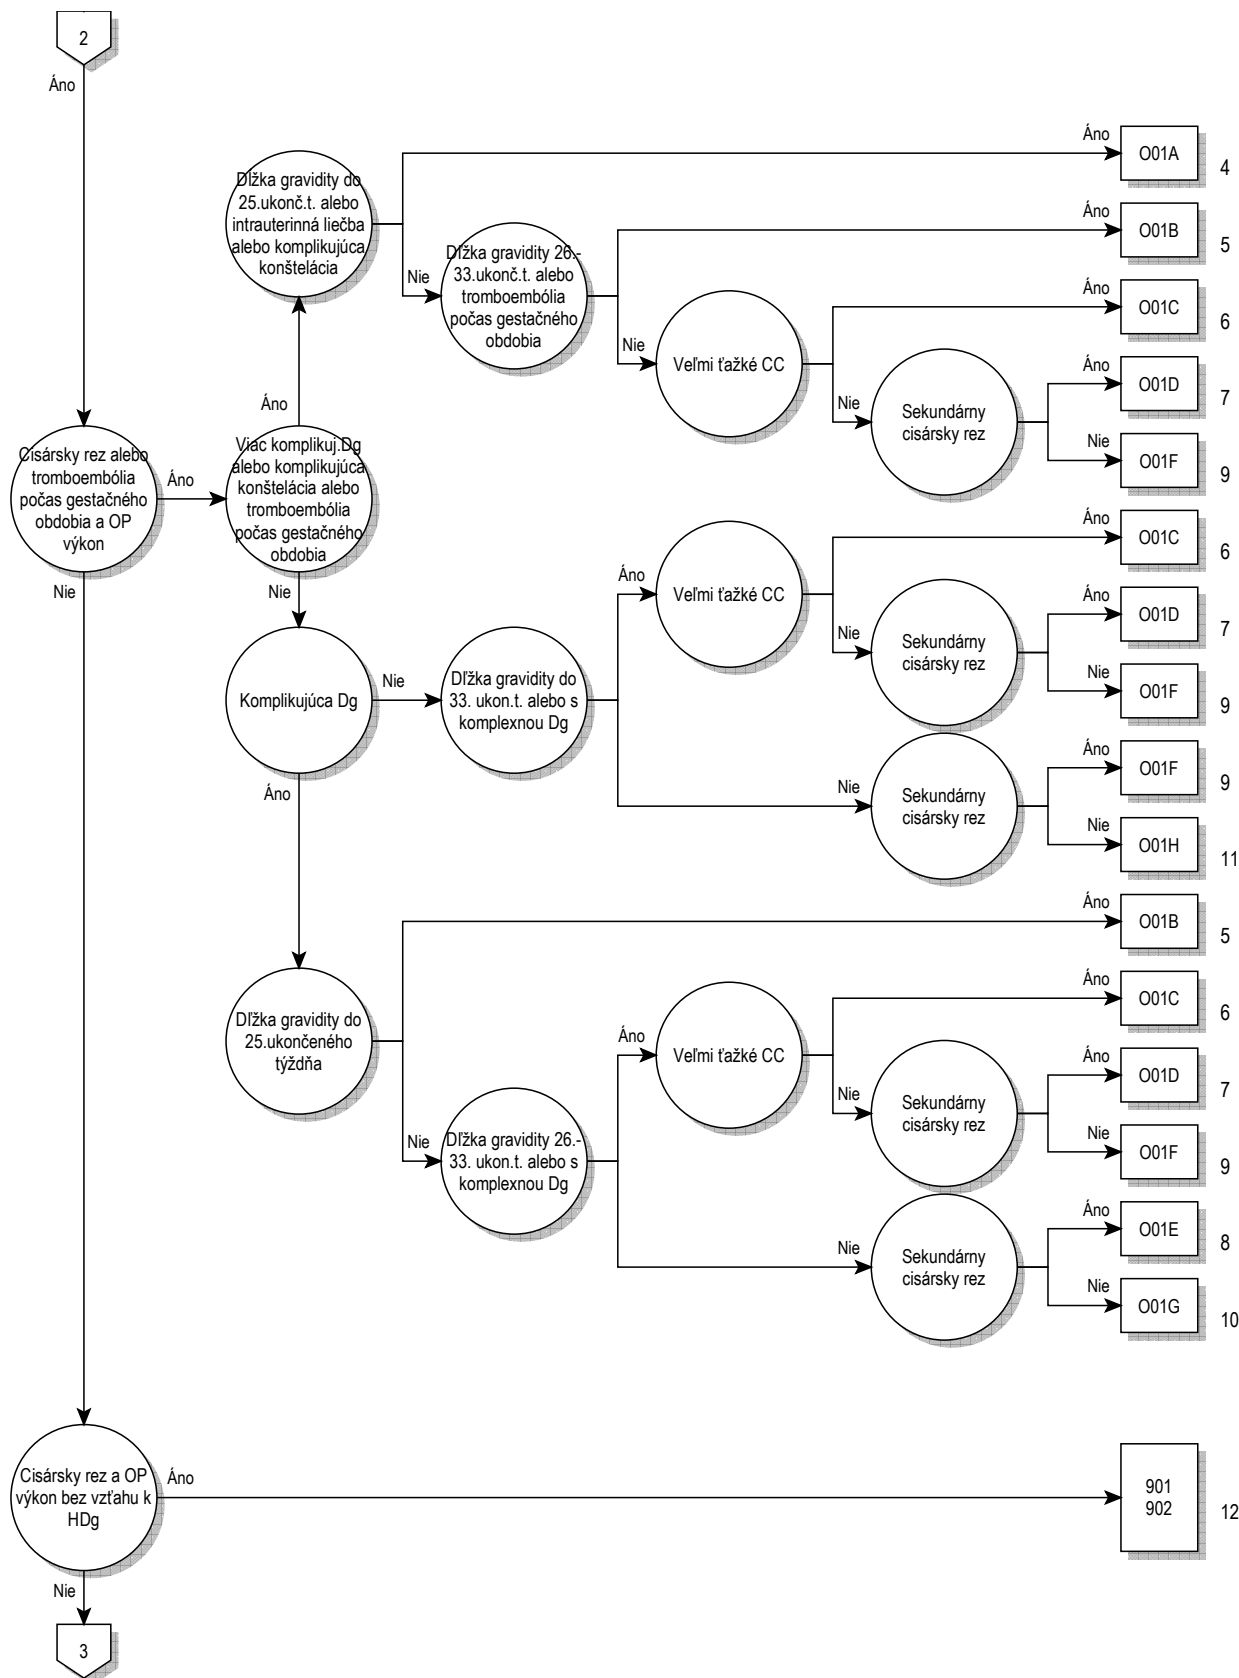 2
Áno
Áno
O01A
4
Dĺžka gravidity do
25.ukonč.t. alebo
intrauterinná liečba
alebo komplikujúca
konštelácia
Áno
O01B
5
Nie
Dĺžka gravidity 26.-
33.ukonč.t. alebo
tromboembólia
počas gestačného
obdobia
Áno
O01C
6
Nie
Veľmi ťažké CC
Áno
O01D
7
Nie
Sekundárny
cisársky rez
Nie
O01F
9
Áno
Cisársky rez alebo
tromboembólia
počas gestačného
obdobia a OP
výkon
Áno
Viac komplikuj.Dg
alebo komplikujúca
konštelácia alebo
tromboembólia
počas gestačného
obdobia
Nie
Nie
Áno
O01C
6
Áno
Veľmi ťažké CC
Áno
O01D
7
Nie
Sekundárny
cisársky rez
Nie
O01F
9
Komplikujúca Dg
Nie
Dĺžka gravidity do
33. ukon.t. alebo s
komplexnou Dg
Áno
Áno
O01F
9
Nie
Sekundárny
cisársky rez
Nie
O01H
11
Áno
O01B
5
Dĺžka gravidity do
25.ukončeného
týždňa
Áno
O01C
6
Áno
Veľmi ťažké CC
Áno
O01D
7
Nie
Sekundárny
cisársky rez
Nie
O01F
9
Nie
Dĺžka gravidity 26.-
33. ukon.t. alebo s
komplexnou Dg
Áno
O01E
8
Nie
Sekundárny
cisársky rez
Nie
O01G
10
Cisársky rez a OP
výkon bez vzťahu k
HDg
Áno
901
902
12
Nie
3